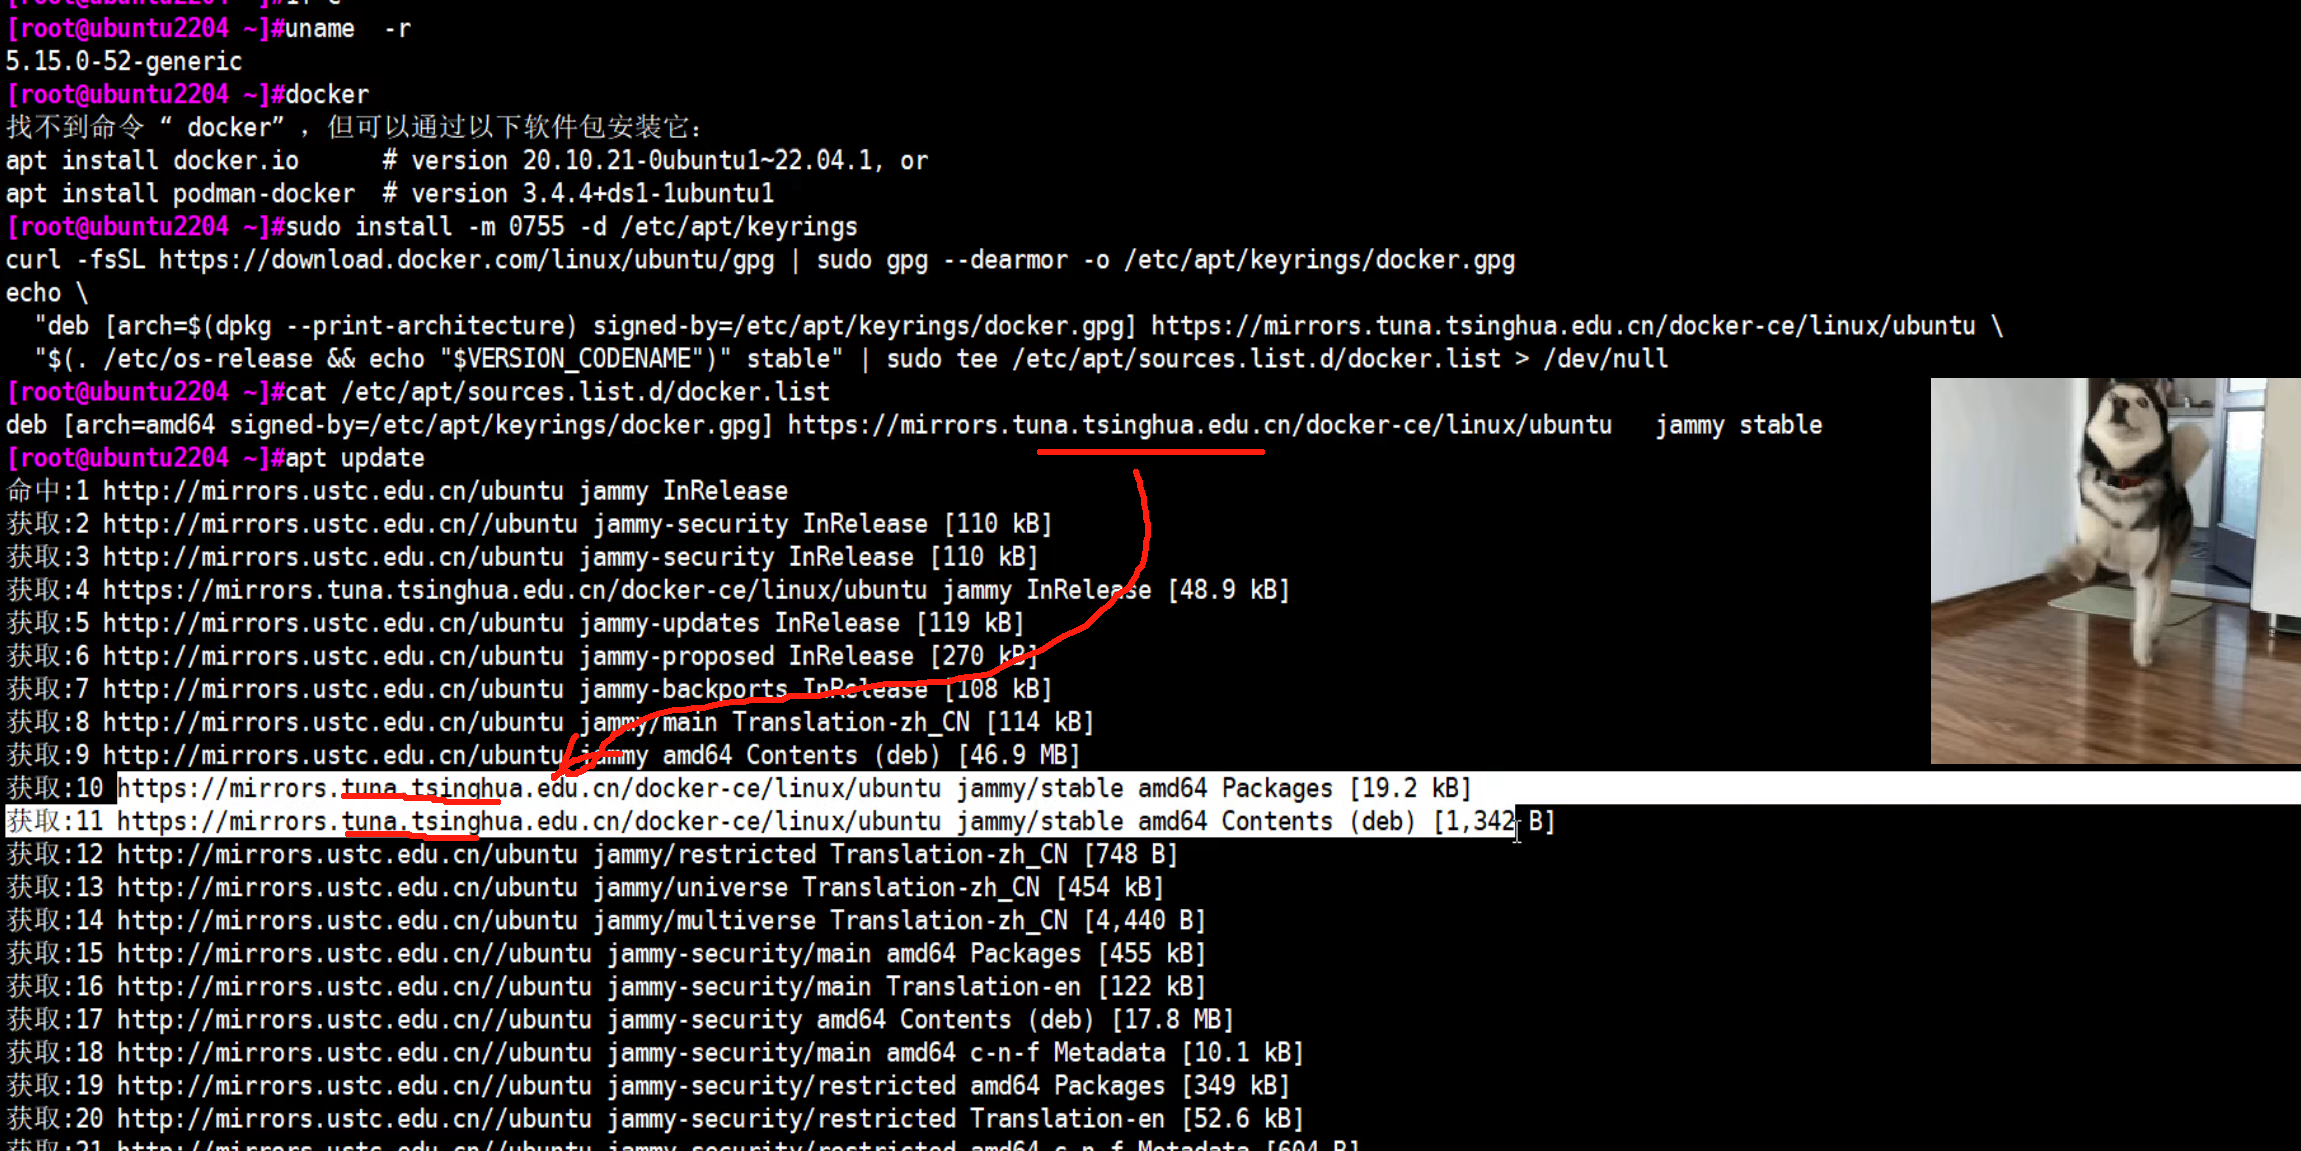 [root@ubuntu2204 ~]#uname  -r
5.15.0-52-generic
[root@ubuntu2204 ~]#docker
找不到命令 “ docker” ，但可以通过以下软件包安装它：
apt install docker.io      # version 20.10.21-0ubuntu1~22.04.1, or
apt install podman-docker  # version 3.4.4+ds1-1ubuntu1
[root@ubuntu2204 ~]#sudo install -m 0755 -d /etc/apt/keyrings
curl -fsSL https://download.docker.com/linux/ubuntu/gpg | sudo gpg --dearmor -o /etc/apt/keyrings/docker.gpg
echo \
  "deb [arch=$(dpkg --print-architecture) signed-by=/etc/apt/keyrings/docker.gpg] https://mirrors.tuna.tsinghua.edu.cn/docker-ce/linux/ubuntu \
  "$(. /etc/os-release && echo "$VERSION_CODENAME")" stable" | sudo tee /etc/apt/sources.list.d/docker.list > /dev/null
[root@ubuntu2204 ~]#cat /etc/apt/sources.list.d/docker.list
deb [arch=amd64 signed-by=/etc/apt/keyrings/docker.gpg] https://mirrors.tuna.tsinghua.edu.cn/docker-ce/linux/ubuntu   jammy stable
[root@ubuntu2204 ~]#apt update
命中:1 http://mirrors.ustc.edu.cn/ubuntu jammy InRelease
获取:2 http://mirrors.ustc.edu.cn//ubuntu jammy-security InRelease [110 kB]
获取:3 http://mirrors.ustc.edu.cn/ubuntu jammy-security InRelease [110 kB]
获取:4 https://mirrors.tuna.tsinghua.edu.cn/docker-ce/linux/ubuntu jammy InRelease [48.9 kB]
获取:5 http://mirrors.ustc.edu.cn/ubuntu jammy-updates InRelease [119 kB]
获取:6 http://mirrors.ustc.edu.cn/ubuntu jammy-proposed InRelease [270 kB]
获取:7 http://mirrors.ustc.edu.cn/ubuntu jammy-backports InRelease [108 kB]
获取:8 http://mirrors.ustc.edu.cn/ubuntu jammy/main Translation-zh_CN [114 kB]
获取:9 http://mirrors.ustc.edu.cn/ubuntu jammy amd64 Contents (deb) [46.9 MB]
获取:10 https://mirrors.tuna.tsinghua.edu.cn/docker-ce/linux/ubuntu jammy/stable amd64 Packages [19.2 kB]
获取:11 https://mirrors.tuna.tsinghua.edu.cn/docker-ce/linux/ubuntu jammy/stable amd64 Contents (deb) [1,342 B]
获取:12 http://mirrors.ustc.edu.cn/ubuntu jammy/restricted Translation-zh_CN [748 B]
获取:13 http://mirrors.ustc.edu.cn/ubuntu jammy/universe Translation-zh_CN [454 kB]
获取:14 http://mirrors.ustc.edu.cn/ubuntu jammy/multiverse Translation-zh_CN [4,440 B]
获取:15 http://mirrors.ustc.edu.cn//ubuntu jammy-security/main amd64 Packages [455 kB]
获取:16 http://mirrors.ustc.edu.cn//ubuntu jammy-security/main Translation-en [122 kB]
获取:17 http://mirrors.ustc.edu.cn//ubuntu jammy-security amd64 Contents (deb) [17.8 MB]
获取:18 http://mirrors.ustc.edu.cn//ubuntu jammy-security/main amd64 c-n-f Metadata [10.1 kB]
获取:19 http://mirrors.ustc.edu.cn//ubuntu jammy-security/restricted amd64 Packages [349 kB]
获取:20 http://mirrors.ustc.edu.cn//ubuntu jammy-security/restricted Translation-en [52.6 kB]
获取:21 http://mirrors.ustc.edu.cn//ubuntu jammy-security/restricted amd64 c-n-f Metadata [604 B]